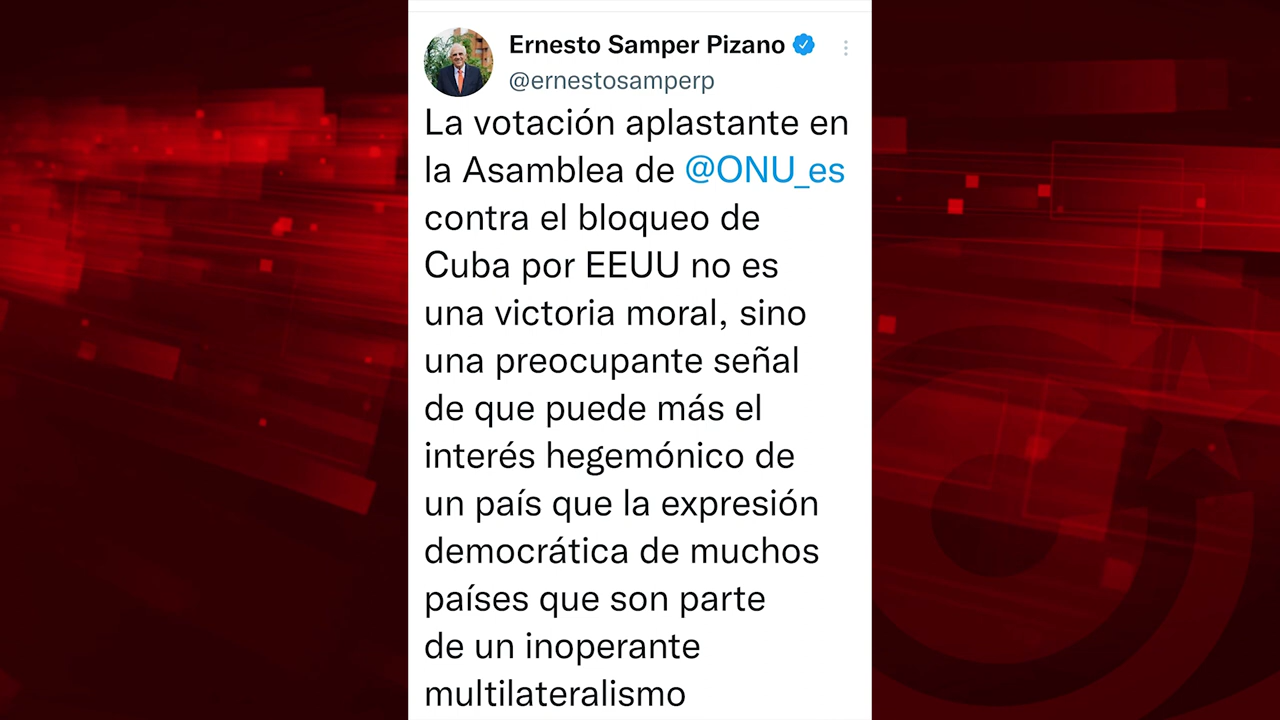 Ernesto Samper Pizano
@ernestosamperp
La votación aplastante en
la Asamblea de @ONU_es
contra el bloqueo de
Cuba por EEUU no es
una victoria moral, sino
una preocupante señal
de que puede más el
interés hegemónico de
un país que la expresión
democrática de muchos
países que son parte
de un inoperante
multilateralismo